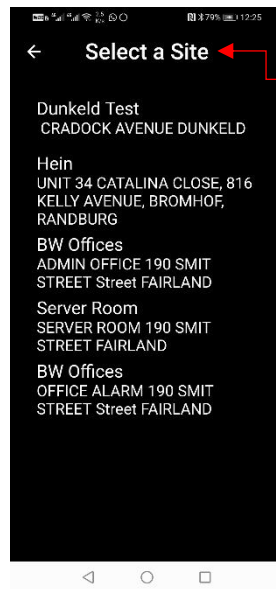 79% 12:25
Select a Site
Dunkeld Test
CRADOCK AVENUE DUNKELD
Hein
UNIT 34 CATALINA CLOSE, 816
KELLY AVENUE, BROMHOF,
RANDBURG
BW Offices
ADMIN OFFICE 190 SMIT
STREET Street FAIRLAND
Server Room
SERVER ROOM 190 SMIT
STREET FAIRLAND
BW Offices
OFFICE ALARM 190 SMIT
STREET Street FAIRLAND